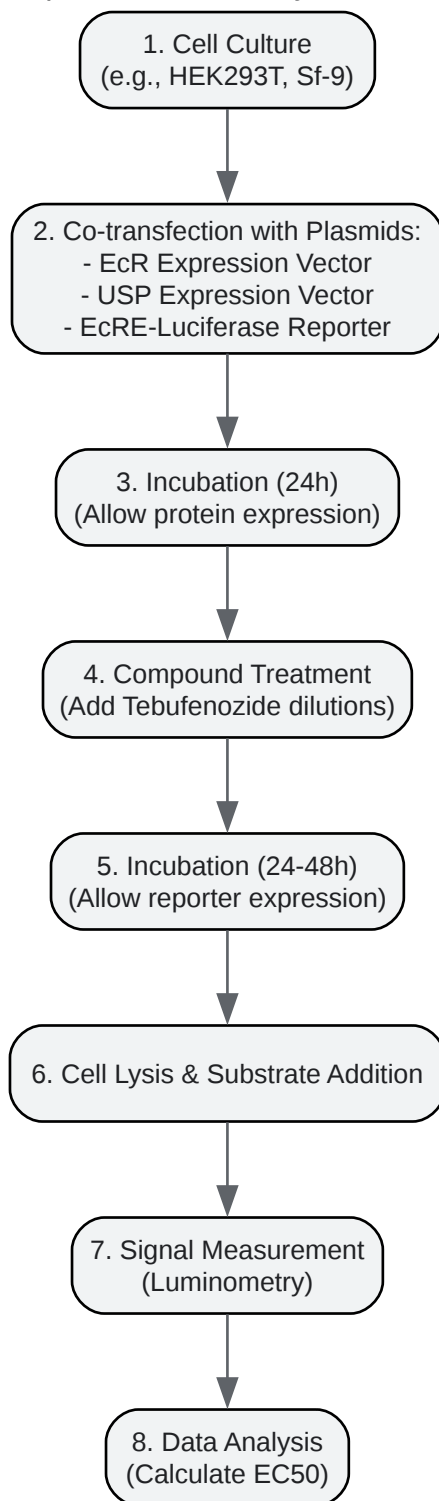 1. Cell Culture
(e.g., HEK293T, Sf-9)
2. Co-transfection with Plasmids:
- EcR Expression Vector
- USP Expression Vector
- EcRE-Luciferase Reporter
3. Incubation (24h)
(Allow protein expression)
4. Compound Treatment
(Add Tebufenozide dilutions)
5. Incubation (24-48h)
(Allow reporter expression)
6. Cell Lysis & Substrate Addition
7. Signal Measurement
(Luminometry)
8. Data Analysis
(Calculate EC50)